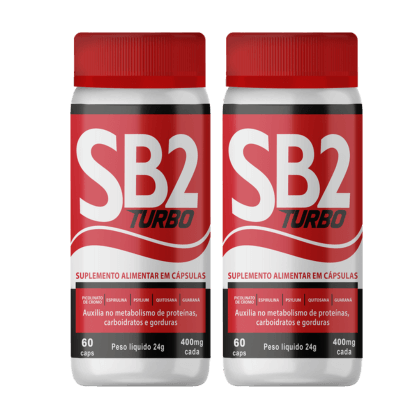 SB2
TURBO
SUPLEMENTO ALIMENTAR EM CÁPSULAS
PICOLINATO DE CROMO | ESPIRULINA | PSYLLIUM | QUITOSANA | GUARANÁ
Auxilia no metabolismo de proteínas,
carboidratos e gorduras
60
caps
Peso líquido 24g
400mg
cada
SB2
TURBO
SUPLEMENTO ALIMENTAR EM CÁPSULAS
PICOLINATO DE CROMO | ESPIRULINA | PSYLLIUM | QUITOSANA | GUARANÁ
Auxilia no metabolismo de proteínas,
carboidratos e gorduras
60
caps
Peso líquido 24g
400mg
cada